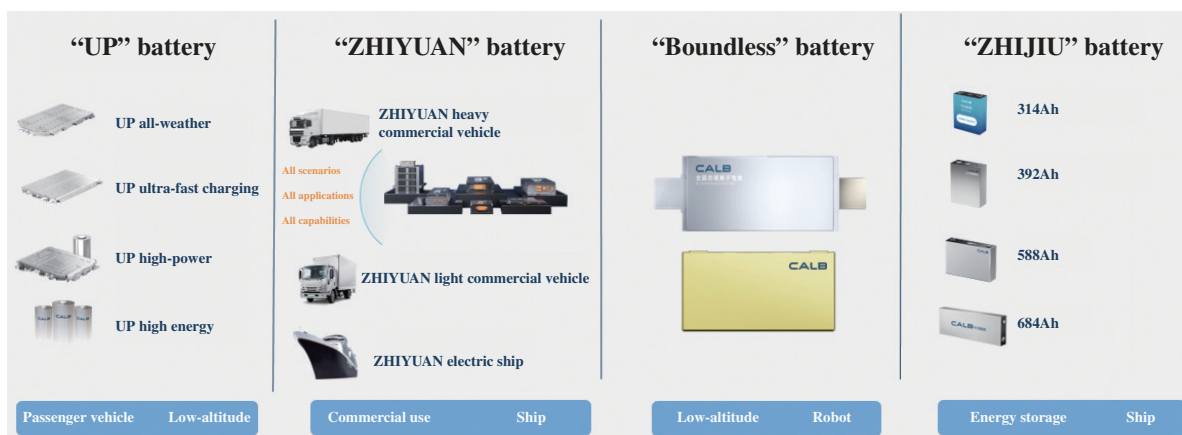 “UP” battery
UP all-weather
UP ultra-fast charging
UP high-power
CALB
UP high energy
Passenger vehicle Low-altitude
“ZHIYUAN” battery
ZHIYUAN heavy
commercial vehicle
All scenarios
All applications
All capabilities
ZHIYUAN light commercial vehicle
ZHIYUAN electric ship
Commercial use Ship
“Boundless” battery
CALB
CALB
Low-altitude Robot
“ZHIJIU” battery
314Ah
392Ah
CALB
588Ah
CALB
684Ah
Energy storage Ship